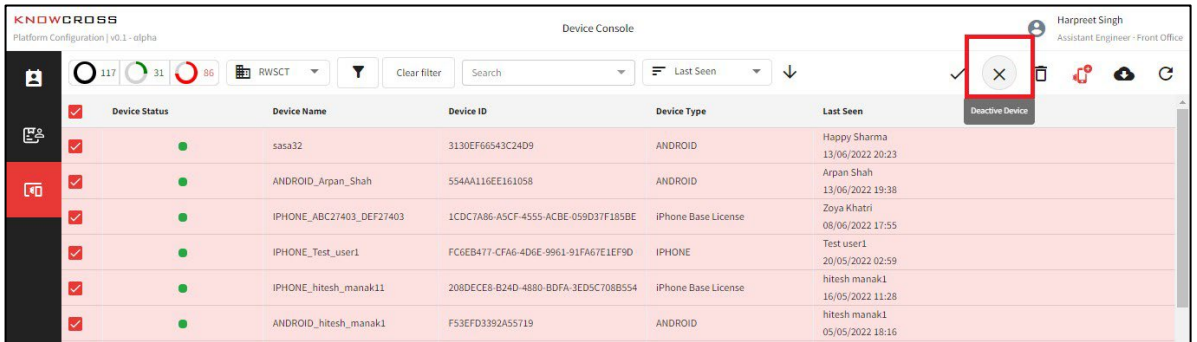 KNOWCROSS
Platform Configuration | v0.1 - alpha
Device Console
Harpreet Singh
Assistant Engineer - Front Office
117 31 86 RWSCT Clear filter Search Last Seen
Deactive Device
Device Status Device Name Device ID Device Type Last Seen
sasa32 3130EF66543C24D9 ANDROID Happy Sharma
13/06/2022 20:23
ANDROID_Arpan_Shah 554AA116EE161058 ANDROID Arpan Shah
13/06/2022 19:38
IPHONE_ABC27403_DEF27403 1CDC7A86-A5CF-4555-ACBE-059D37F185BE iPhone Base License Zoya Khatri
08/06/2022 17:55
IPHONE_Test_user1 FC6EB477-CFA6-4D6E-9961-91FA67E1EF9D IPHONE Test user1
20/05/2022 02:59
IPHONE_hitesh_manak11 208DECE8-B24D-4880-BDFA-3ED5C708B554 iPhone Base License hitesh manak1
16/05/2022 11:28
ANDROID_hitesh_manak1 F53EFD3392A55719 ANDROID hitesh manak1
05/05/2022 18:16